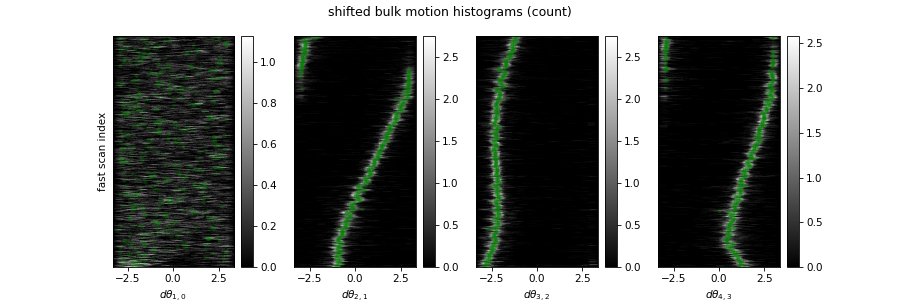 shifted bulk motion histograms (count)
fast scan index
1.0
0.8
0.6
0.4
0.2
0.0
−2.5 0.0 2.5
dθ1,0
2.5
2.0
1.5
1.0
0.5
0.0
−2.5 0.0 2.5
dθ2,1
2.5
2.0
1.5
1.0
0.5
0.0
−2.5 0.0 2.5
dθ3,2
2.5
2.0
1.5
1.0
0.5
0.0
−2.5 0.0 2.5
dθ4,3